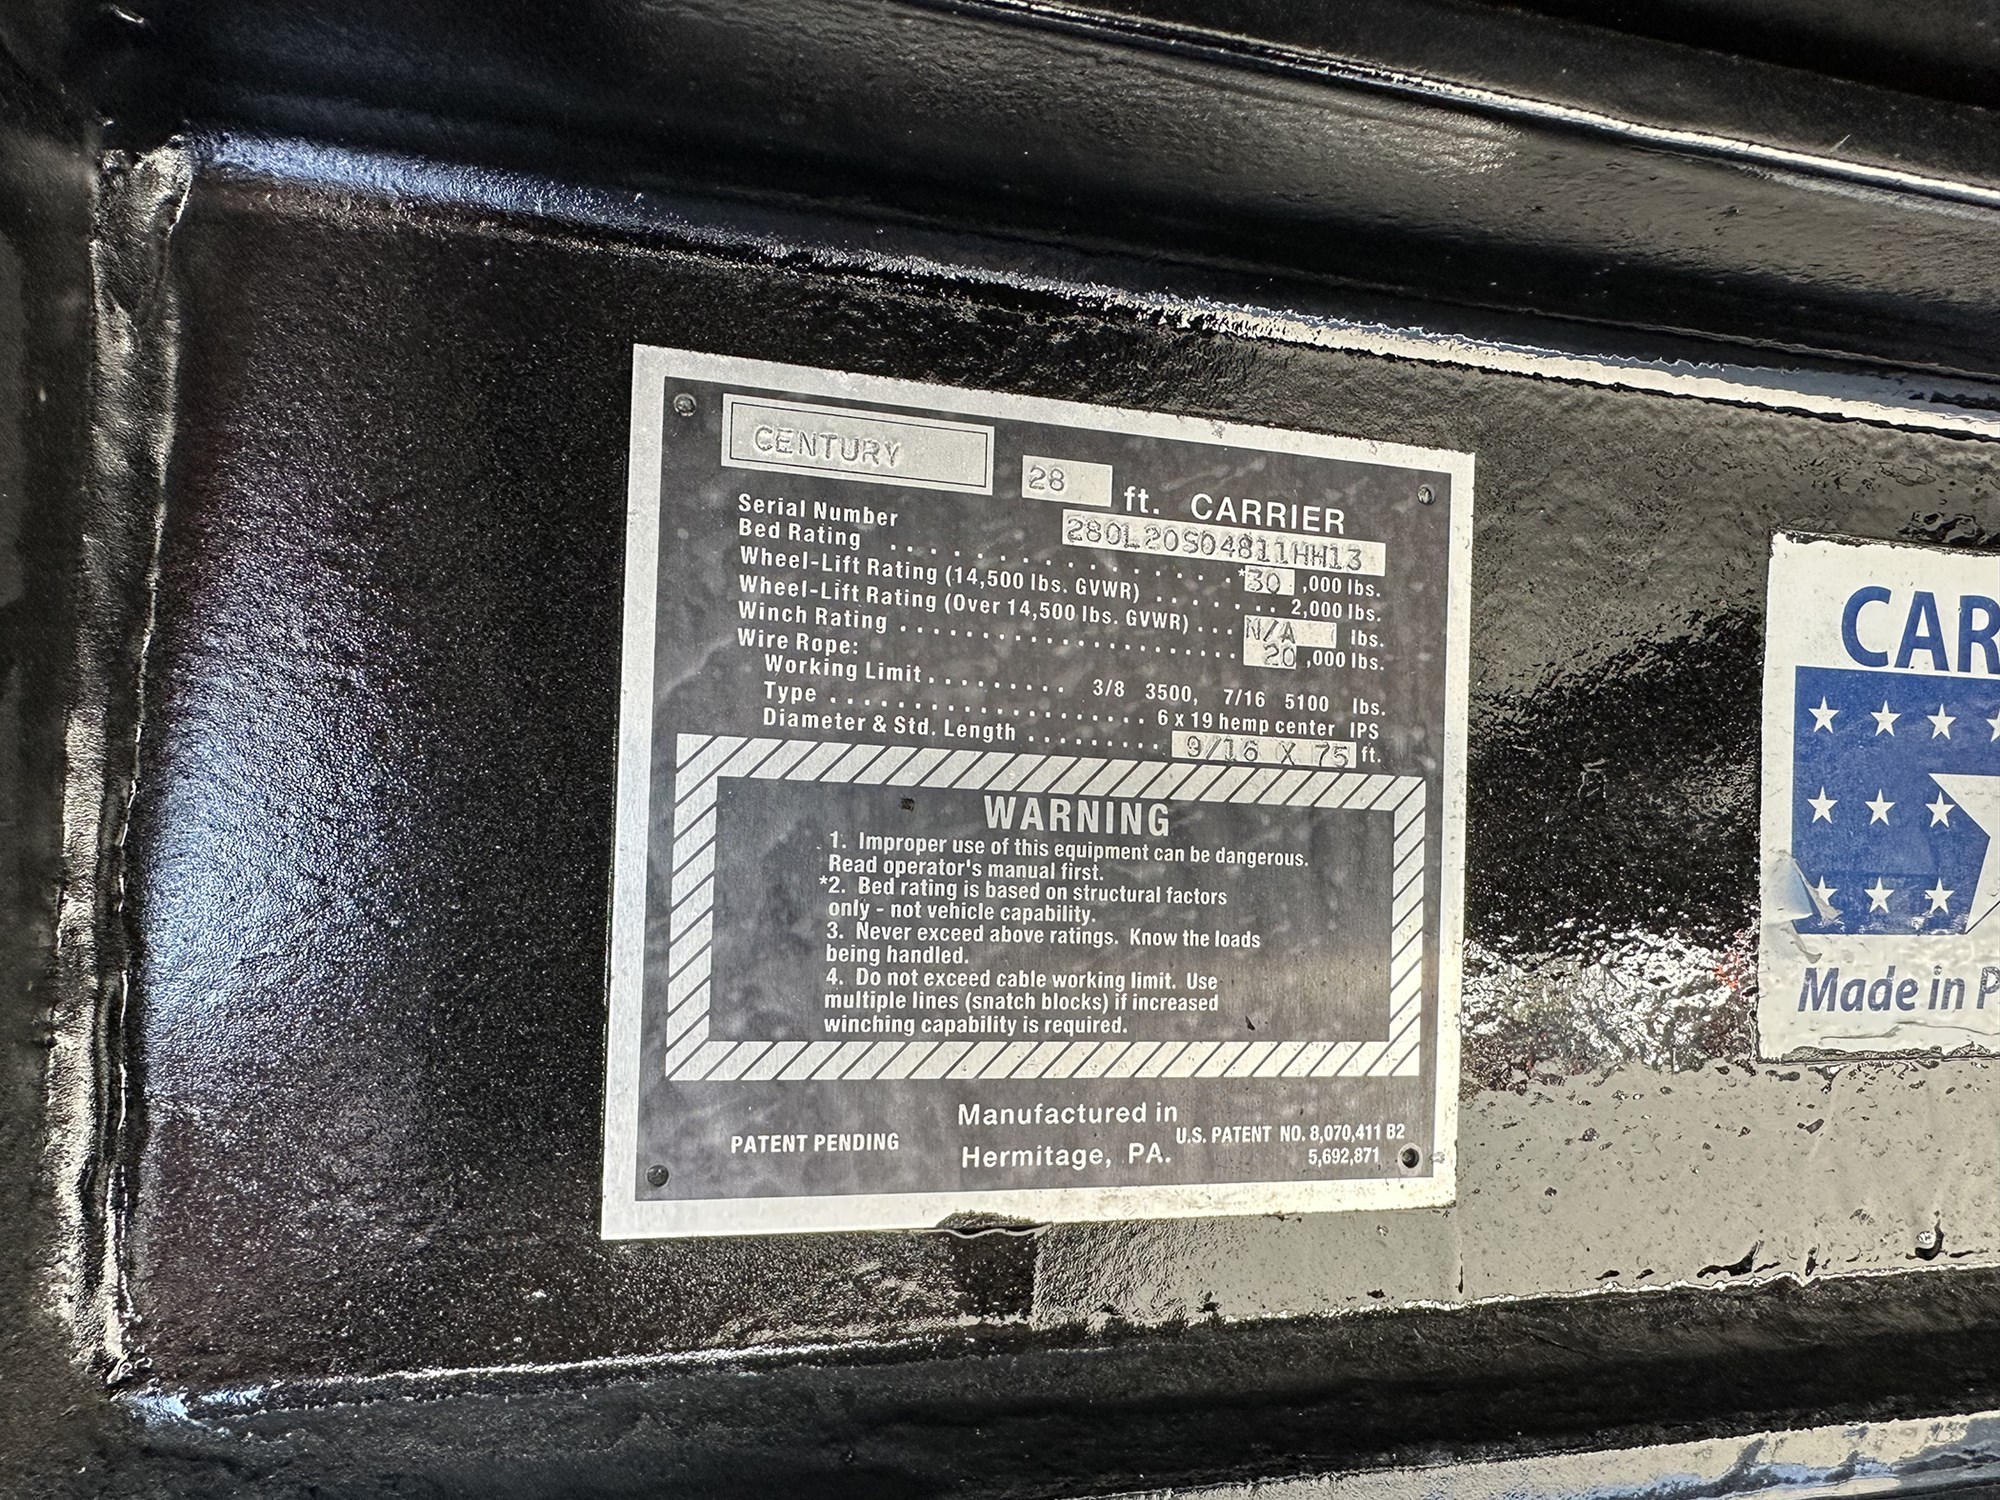 CENTURY
28 ft. CARRIER
Serial Number 280L20S04811HH13
Bed Rating . . . . . . . . . . . . . . . *30 ,000 lbs.
Wheel-Lift Rating (14,500 lbs. GVWR) . . . . . . . 2,000 lbs.
Wheel-Lift Rating (Over 14,500 lbs. GVWR) . . . N/A lbs.
Winch Rating . . . . . . . . . . . . . . . . . . . . . . 20 ,000 lbs.
Wire Rope:
Working Limit . . . . . . . . . 3/8 3500, 7/16 5100 lbs.
Type . . . . . . . . . . . . . . . . . . . . 6 x 19 hemp center IPS
Diameter & Std. Length . . . . . . . . . 9/16 X 75 ft.
WARNING
1. Improper use of this equipment can be dangerous.
Read operator's manual first.
*2. Bed rating is based on structural factors
only - not vehicle capability.
3. Never exceed above ratings. Know the loads
being handled.
4. Do not exceed cable working limit. Use
multiple lines (snatch blocks) if increased
winching capability is required.
PATENT PENDING
Manufactured in
Hermitage, PA.
U.S. PATENT NO. 8,070,411 B2
5,692,871
CAR
Made in P